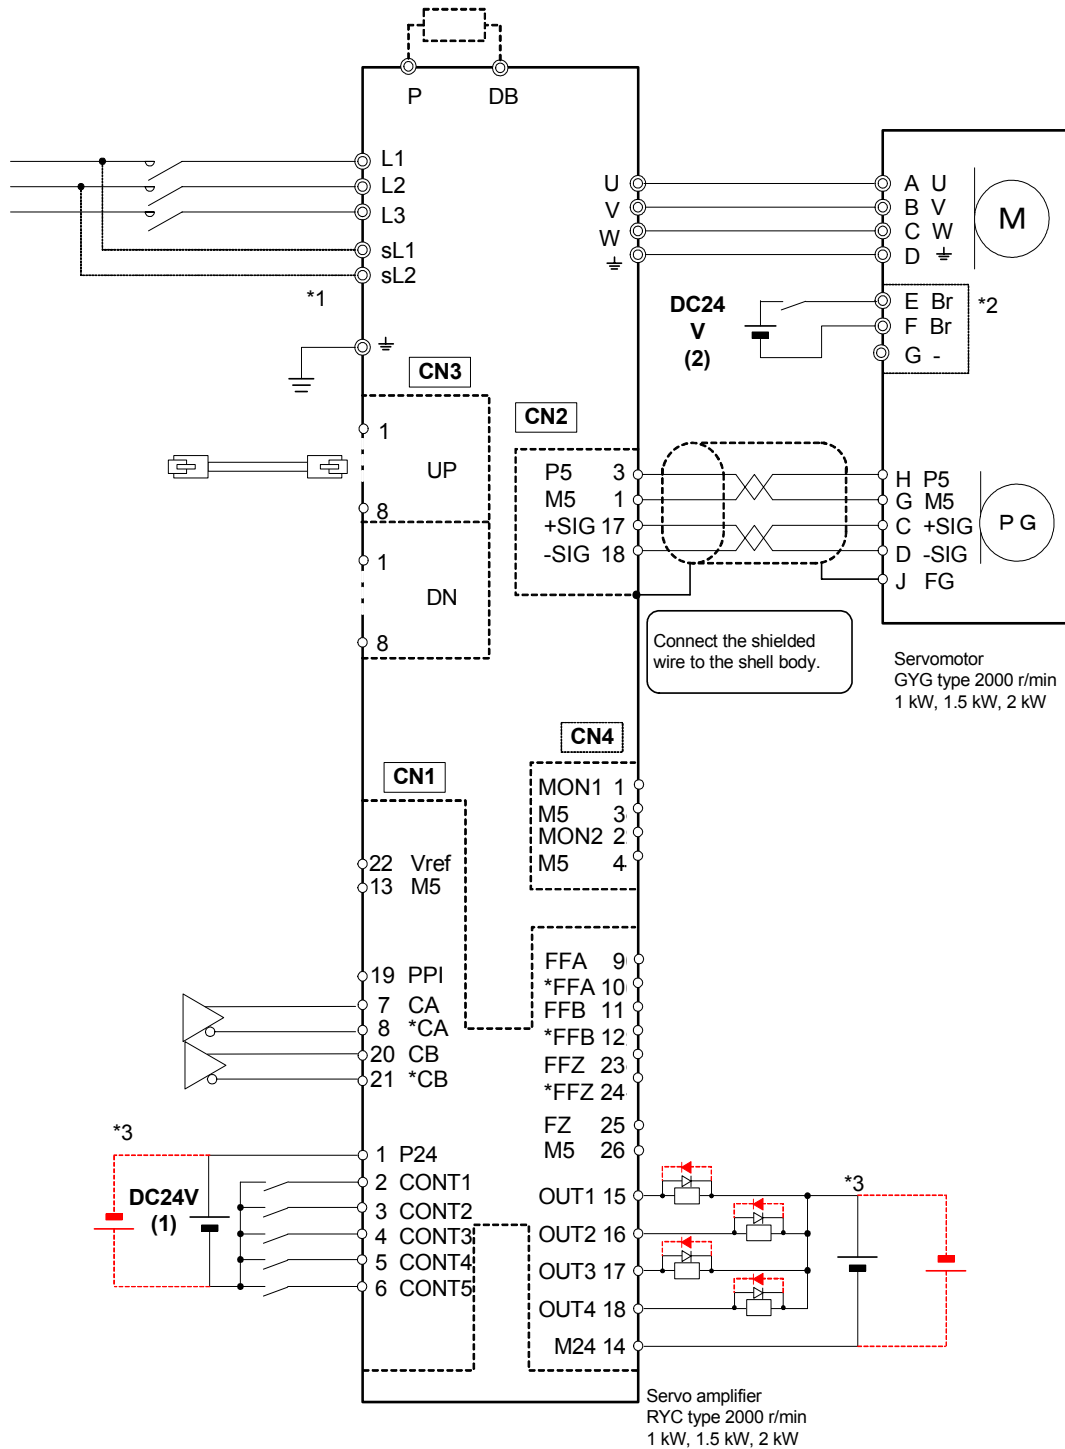 P DB
L1
L2
L3
sL1
sL2
*1
U
V
W
A U
B V
C W
D
M
DC24
V
(2)
E Br
F Br
G -
*2
CN3
1
UP
8
1
DN
8
CN2
P5 3
M5 1
+SIG 17
-SIG 18
H P5
G M5
C +SIG
D -SIG
J FG
P G
Connect the shielded
wire to the shell body.
Servomotor
GYG type 2000 r/min
1 kW, 1.5 kW, 2 kW
CN4
MON1 1
M5 3
MON2 2
M5 4
CN1
22 Vref
13 M5
19 PPI
7 CA
8 *CA
20 CB
21 *CB
FFA 9
*FFA 10
FFB 11
*FFB 12
FFZ 23
*FFZ 24
FZ 25
M5 26
*3
DC24V
(1)
1 P24
2 CONT1
3 CONT2
4 CONT3
5 CONT4
6 CONT5
OUT1 15
OUT2 16
OUT3 17
OUT4 18
M24 14
*3
Servo amplifier
RYC type 2000 r/min
1 kW, 1.5 kW, 2 kW